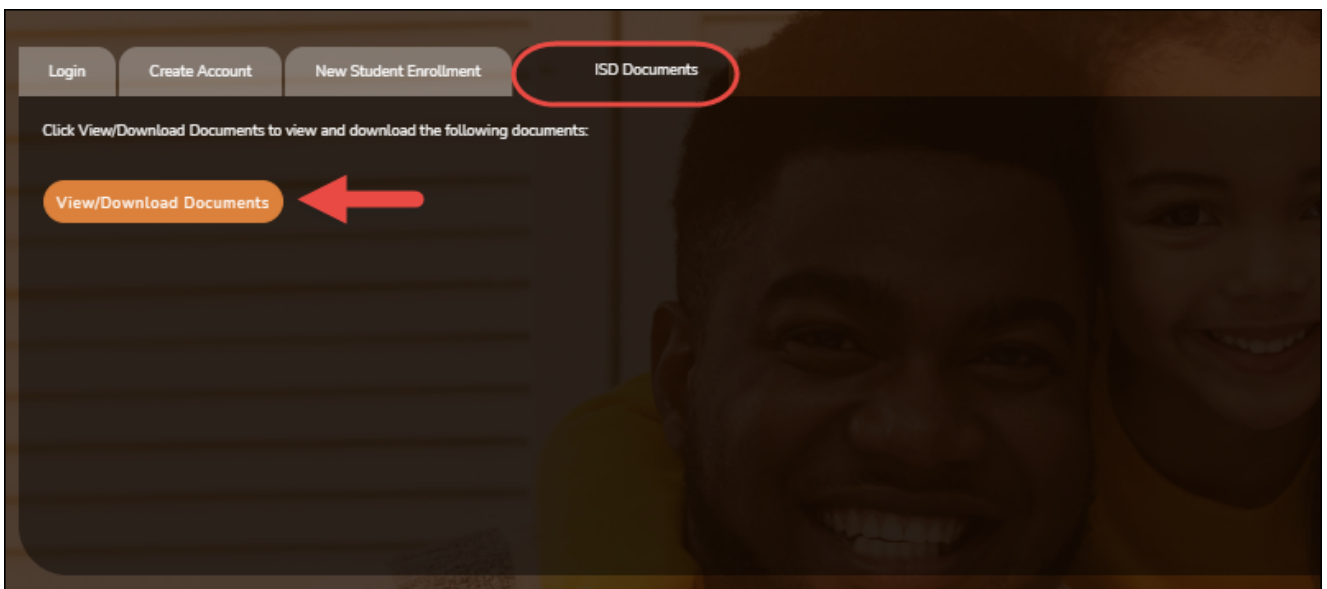 Login
Create Account
New Student Enrollment
ISD Documents
Click View/Download Documents to view and download the following documents:
View/Download Documents